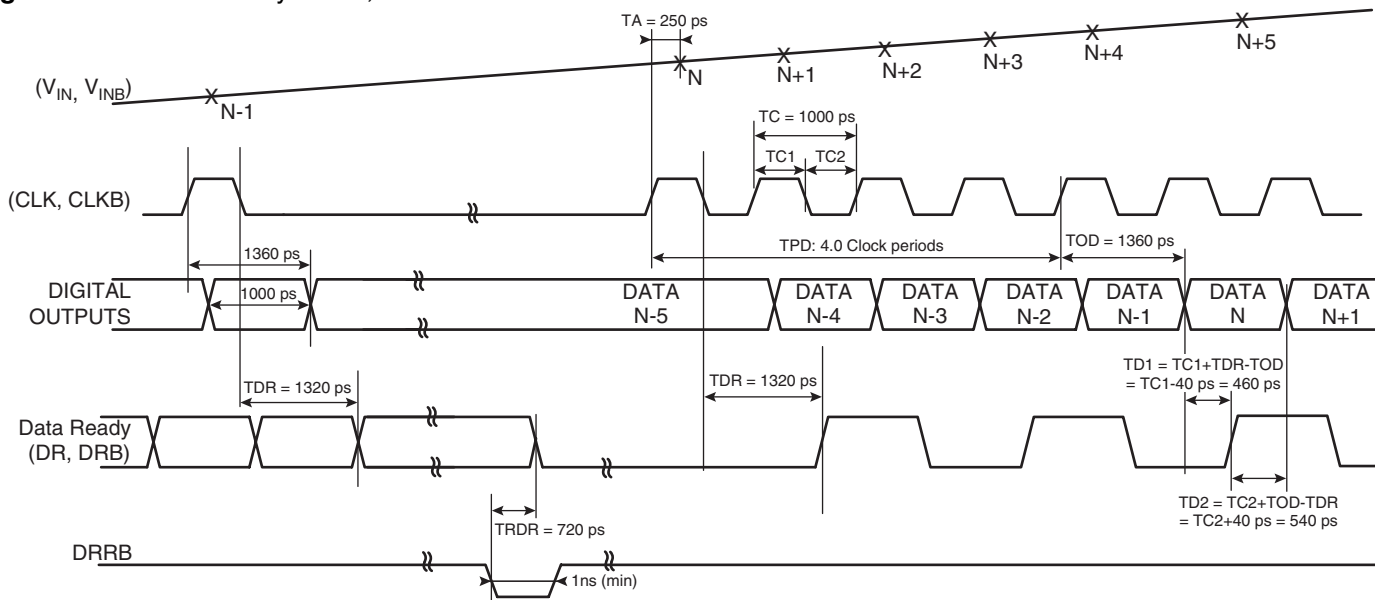 TA = 250 ps
(VIN, VINB)
N-1
N
N+1
N+2
N+3
N+4
N+5
TC = 1000 ps
TC1
TC2
(CLK, CLKB)
1360 ps
TPD: 4.0 Clock periods
TOD = 1360 ps
DIGITAL
OUTPUTS
1000 ps
DATA
N-5
DATA
N-4
DATA
N-3
DATA
N-2
DATA
N-1
DATA
N
DATA
N+1
TDR = 1320 ps
TDR = 1320 ps
TD1 = TC1+TDR-TOD
= TC1-40 ps = 460 ps
Data Ready
(DR, DRB)
TD2 = TC2+TOD-TDR
= TC2+40 ps = 540 ps
TRDR = 720 ps
DRRB
1ns (min)